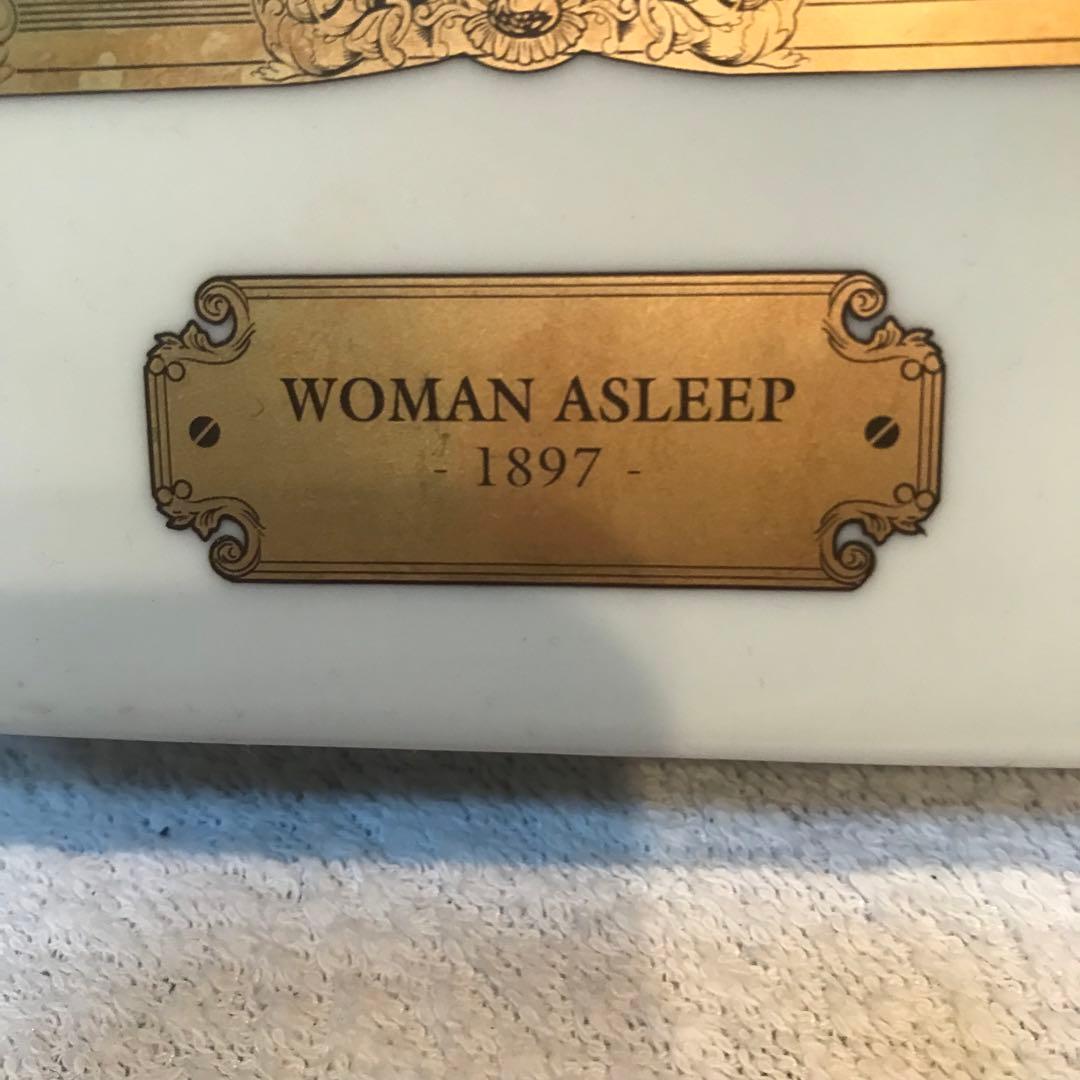 WOMAN ASLEEP
- 1897 -